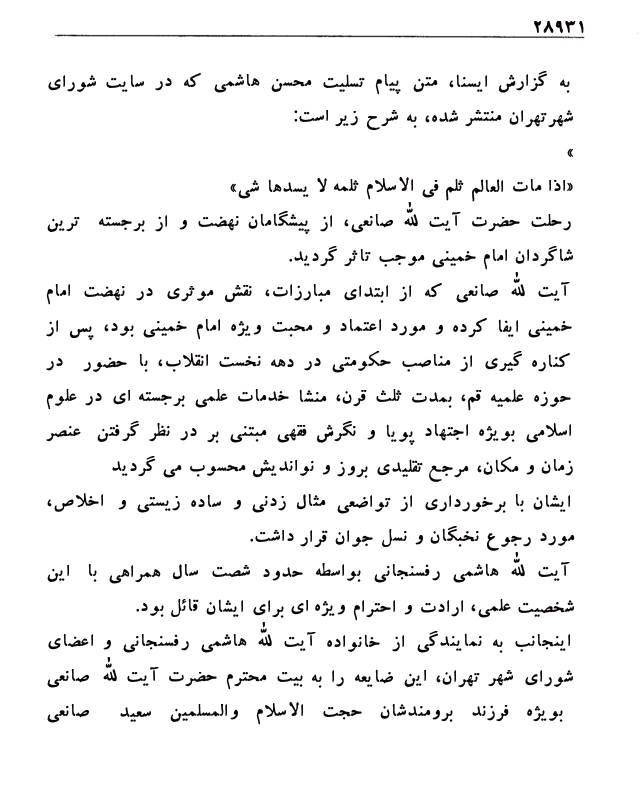 ۲۸۹۳۱
به گزارش ایسنا، متن پیام تسلیت محسن هاشمی که در سایت شورای
شهرتهران منتشر شده، به شرح زیر است:
»
«اذا مات العالم ثلم فی الاسلام ثلمه لا یسدها شی»
رحلت حضرت آیت لله صانعی، از پیشگامان نهضت و از برجسته ترین
شاگردان امام خمینی موجب تاثر گردید.
آیت لله صانعی که از ابتدای مبارزات، نقش موثری در نهضت امام
خمینی ایفا کرده و مورد اعتماد و محبت ویژه امام خمینی بود، پس از
کناره گیری از مناصب حکومتی در دهه نخست انقلاب، با حضور در
حوزه علمیه قم، بمدت ثلث قرن، منشا خدمات علمی برجسته ای در علوم
اسلامی بویژه اجتهاد پویا و نگرش فقهی مبتنی بر در نظر گرفتن عنصر
زمان و مکان، مرجع تقلیدی بروز و نواندیش محسوب می گردید
ایشان با برخورداری از تواضعی مثال زدنی و ساده زیستی و اخلاص،
مورد رجوع نخبگان و نسل جوان قرار داشت.
آیت لله هاشمی رفسنجانی بواسطه حدود شصت سال همراهی با این
شخصیت علمی، ارادت و احترام ویژه ای برای ایشان قائل بود.
اینجانب به نمایندگی از خانواده آیت لله هاشمی رفسنجانی و اعضای
شورای شهر تهران، این ضایعه را به بیت محترم حضرت آیت لله صانعی
بویژه فرزند برومندشان حجت الاسلام والمسلمین سعید صانعی